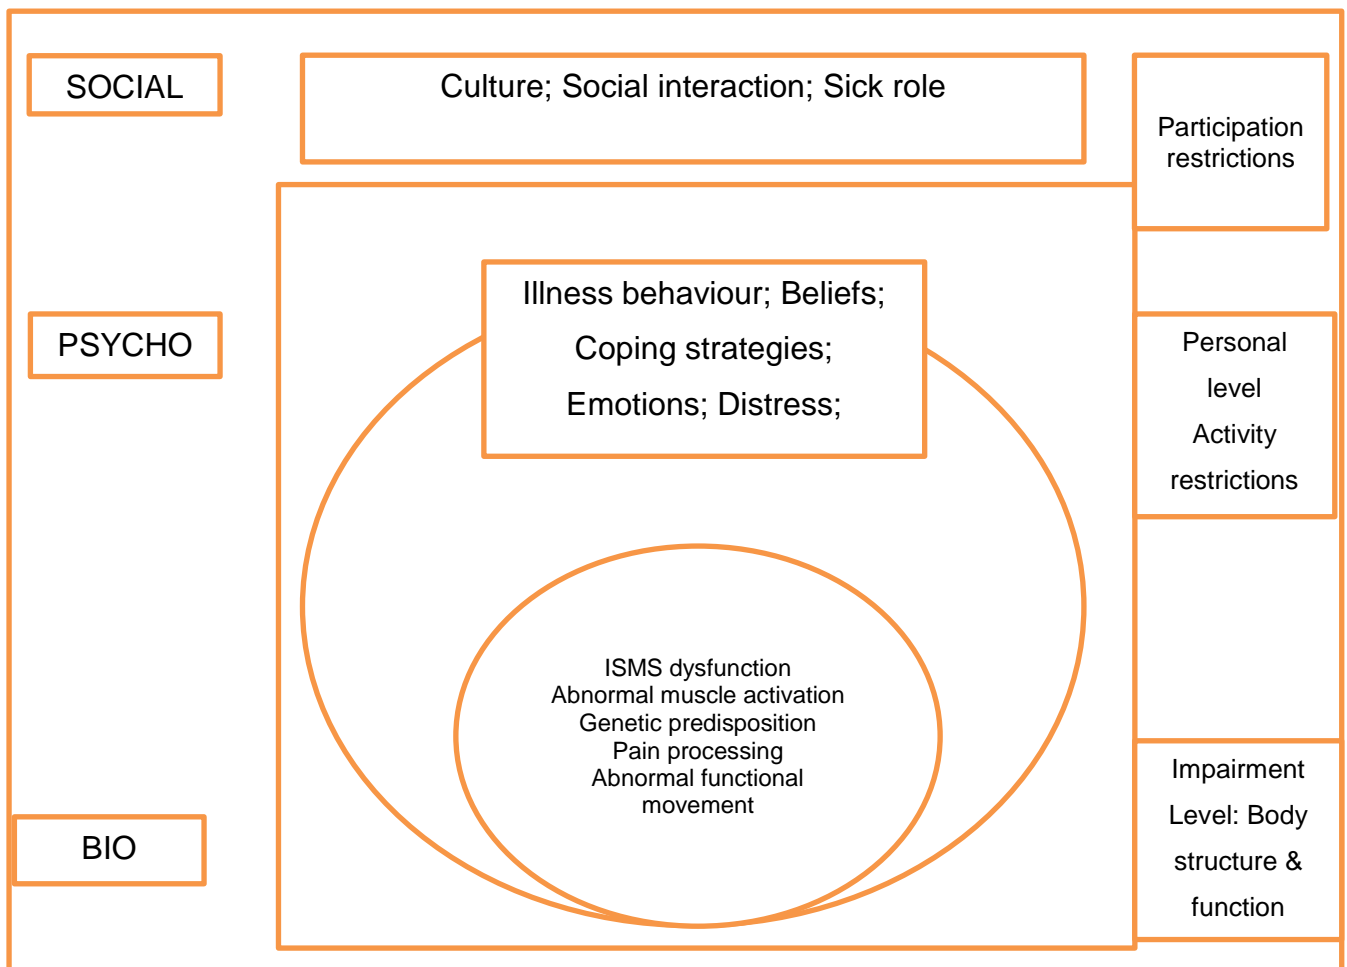 SOCIAL
Culture; Social interaction; Sick role
Participation
restrictions
PSYCHO
Illness behaviour; Beliefs;
Coping strategies;
Emotions; Distress;
Personal
level
Activity
restrictions
ISMS dysfunction
Abnormal muscle activation
Genetic predisposition
Pain processing
Abnormal functional
movement
BIO
Impairment
Level: Body
structure &
function